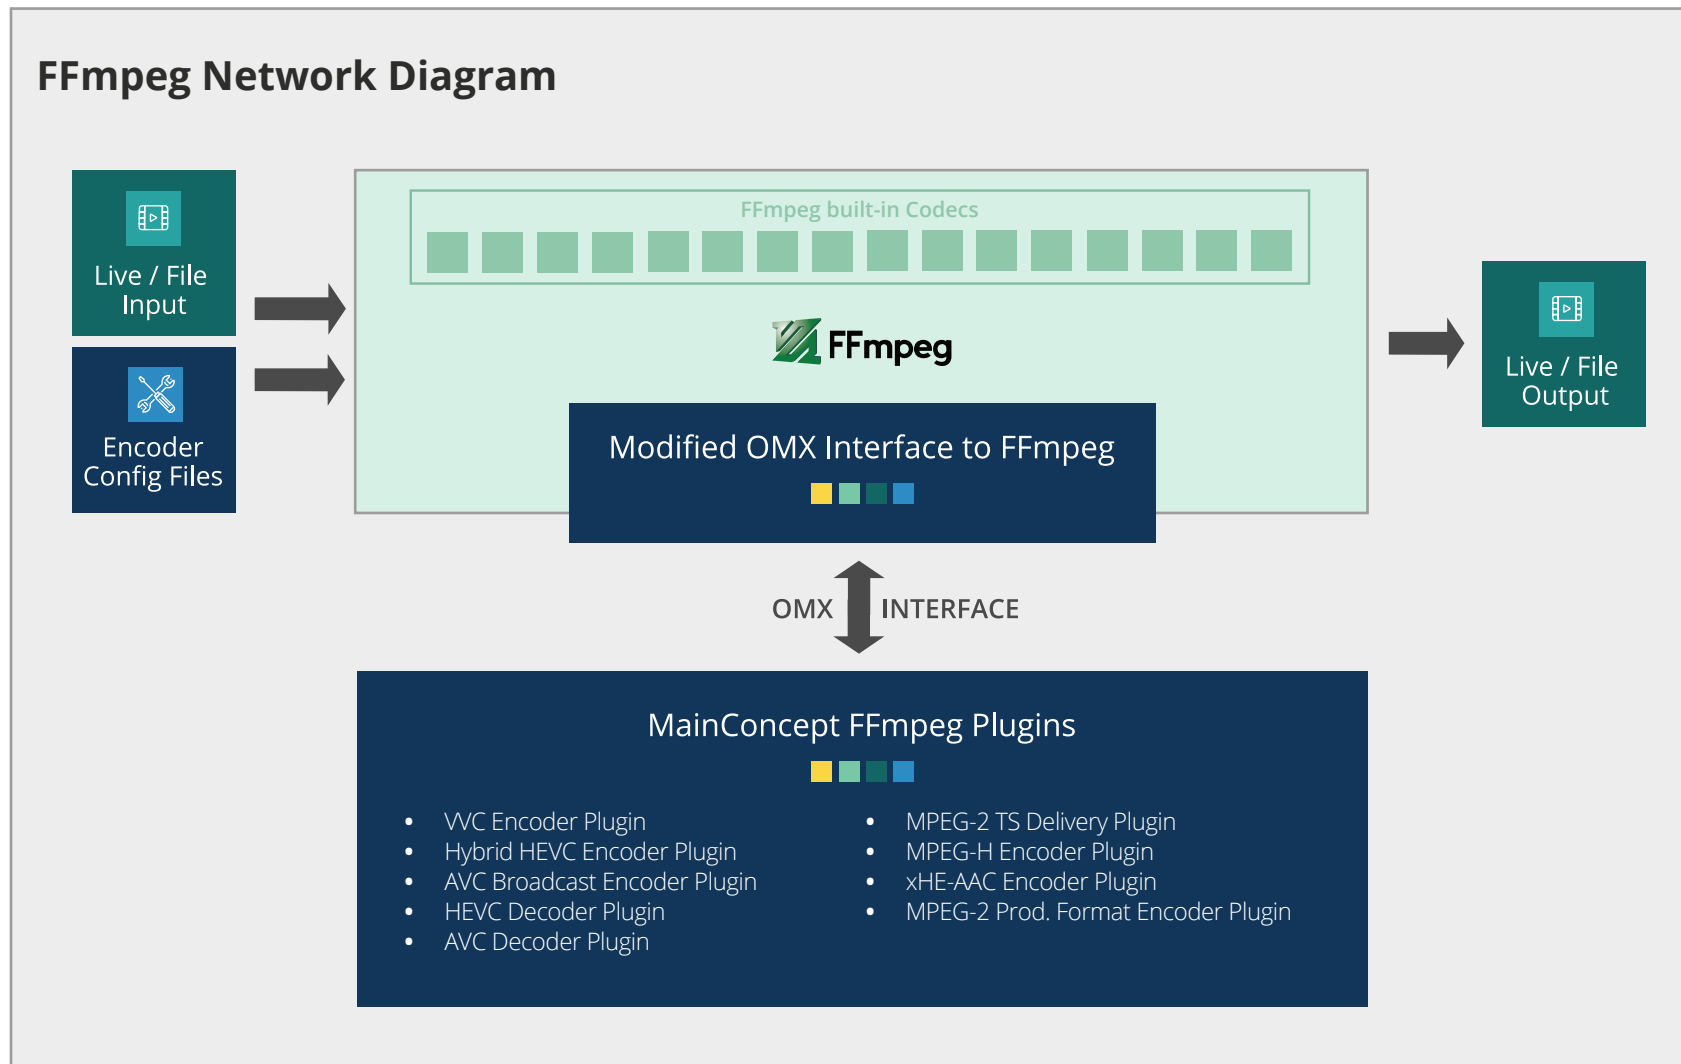 FFmpeg Network Diagram
Live / File
Input
Encoder
Config Files
FFmpeg built-in Codecs
FFmpeg
Modified OMX Interface to FFmpeg
Live / File
Output
OMX INTERFACE
MainConcept FFmpeg Plugins
• VVC Encoder Plugin
• Hybrid HEVC Encoder Plugin
• AVC Broadcast Encoder Plugin
• HEVC Decoder Plugin
• AVC Decoder Plugin
• MPEG-2 TS Delivery Plugin
• MPEG-H Encoder Plugin
• xHE-AAC Encoder Plugin
• MPEG-2 Prod. Format Encoder Plugin